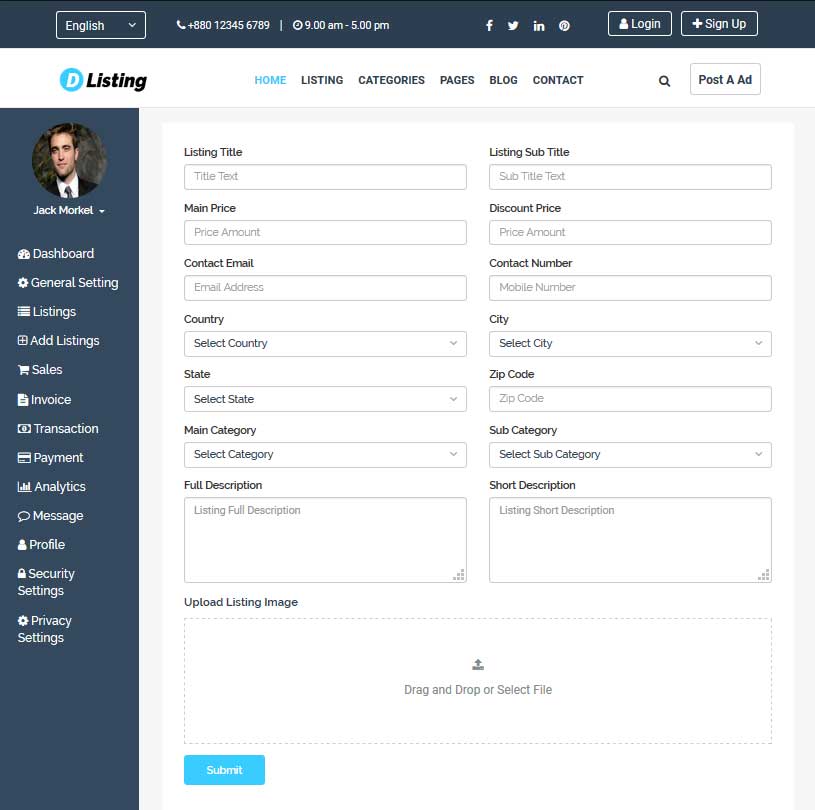 English
+880 12345 6789 | 9.00 am - 5.00 pm
Login
Sign Up
D Listing
HOME LISTING CATEGORIES PAGES BLOG CONTACT
Post A Ad
Jack Morkel
Dashboard
General Setting
Listings
Add Listings
Sales
Invoice
Transaction
Payment
Analytics
Message
Profile
Security
Settings
Privacy
Settings
Listing Title
Title Text
Listing Sub Title
Sub Title Text
Main Price
Price Amount
Discount Price
Price Amount
Contact Email
Email Address
Contact Number
Mobile Number
Country
Select Country
City
Select City
State
Select State
Zip Code
Zip Code
Main Category
Select Category
Sub Category
Select Sub Category
Full Description
Listing Full Description
Short Description
Listing Short Description
Upload Listing Image
Drag and Drop or Select File
Submit